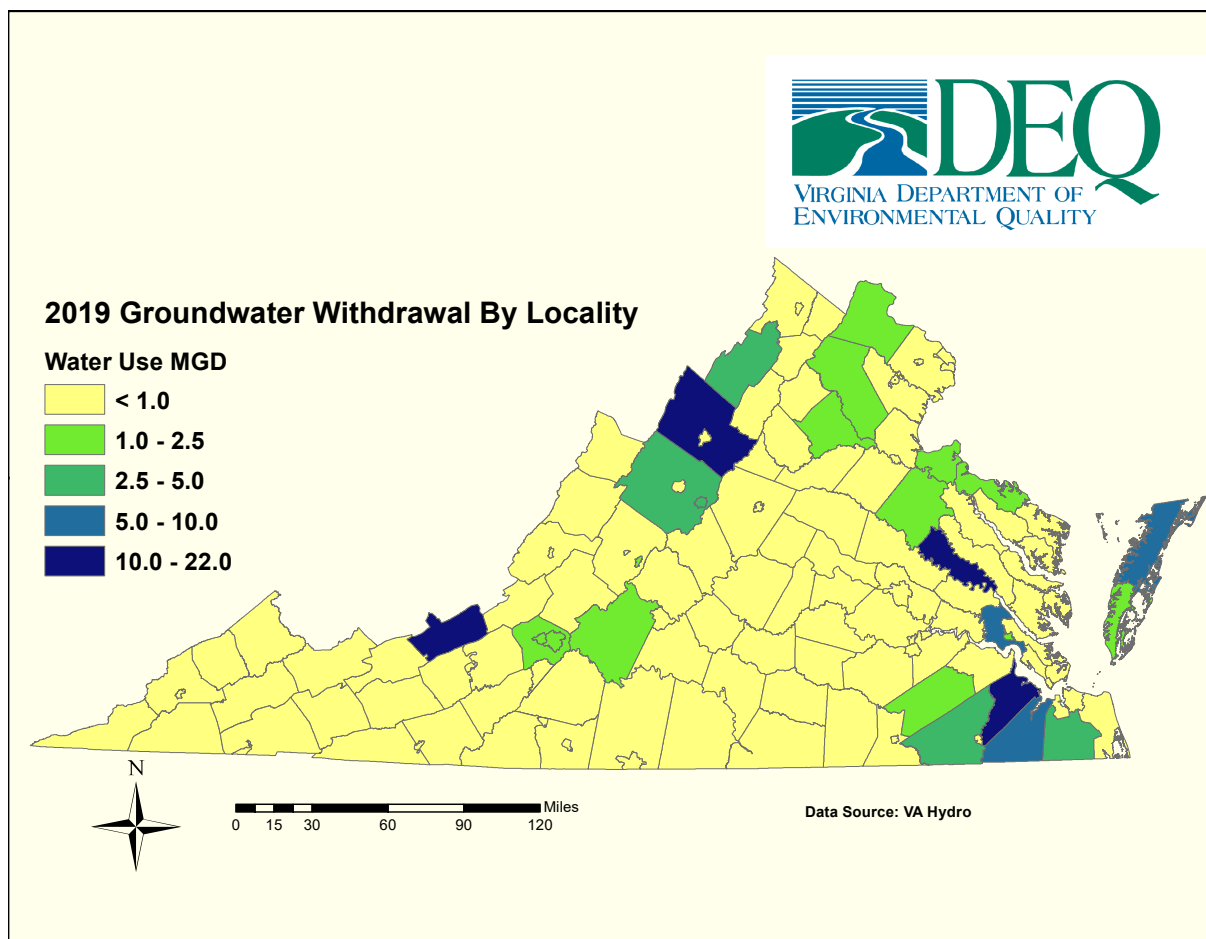 DEQ
VIRGINIA DEPARTMENT OF
ENVIRONMENTAL QUALITY
2019 Groundwater Withdrawal By Locality
Water Use MGD
< 1.0
1.0 - 2.5
2.5 - 5.0
5.0 - 10.0
10.0 - 22.0
N
Miles
0 15 30 60 90 120
Data Source: VA Hydro